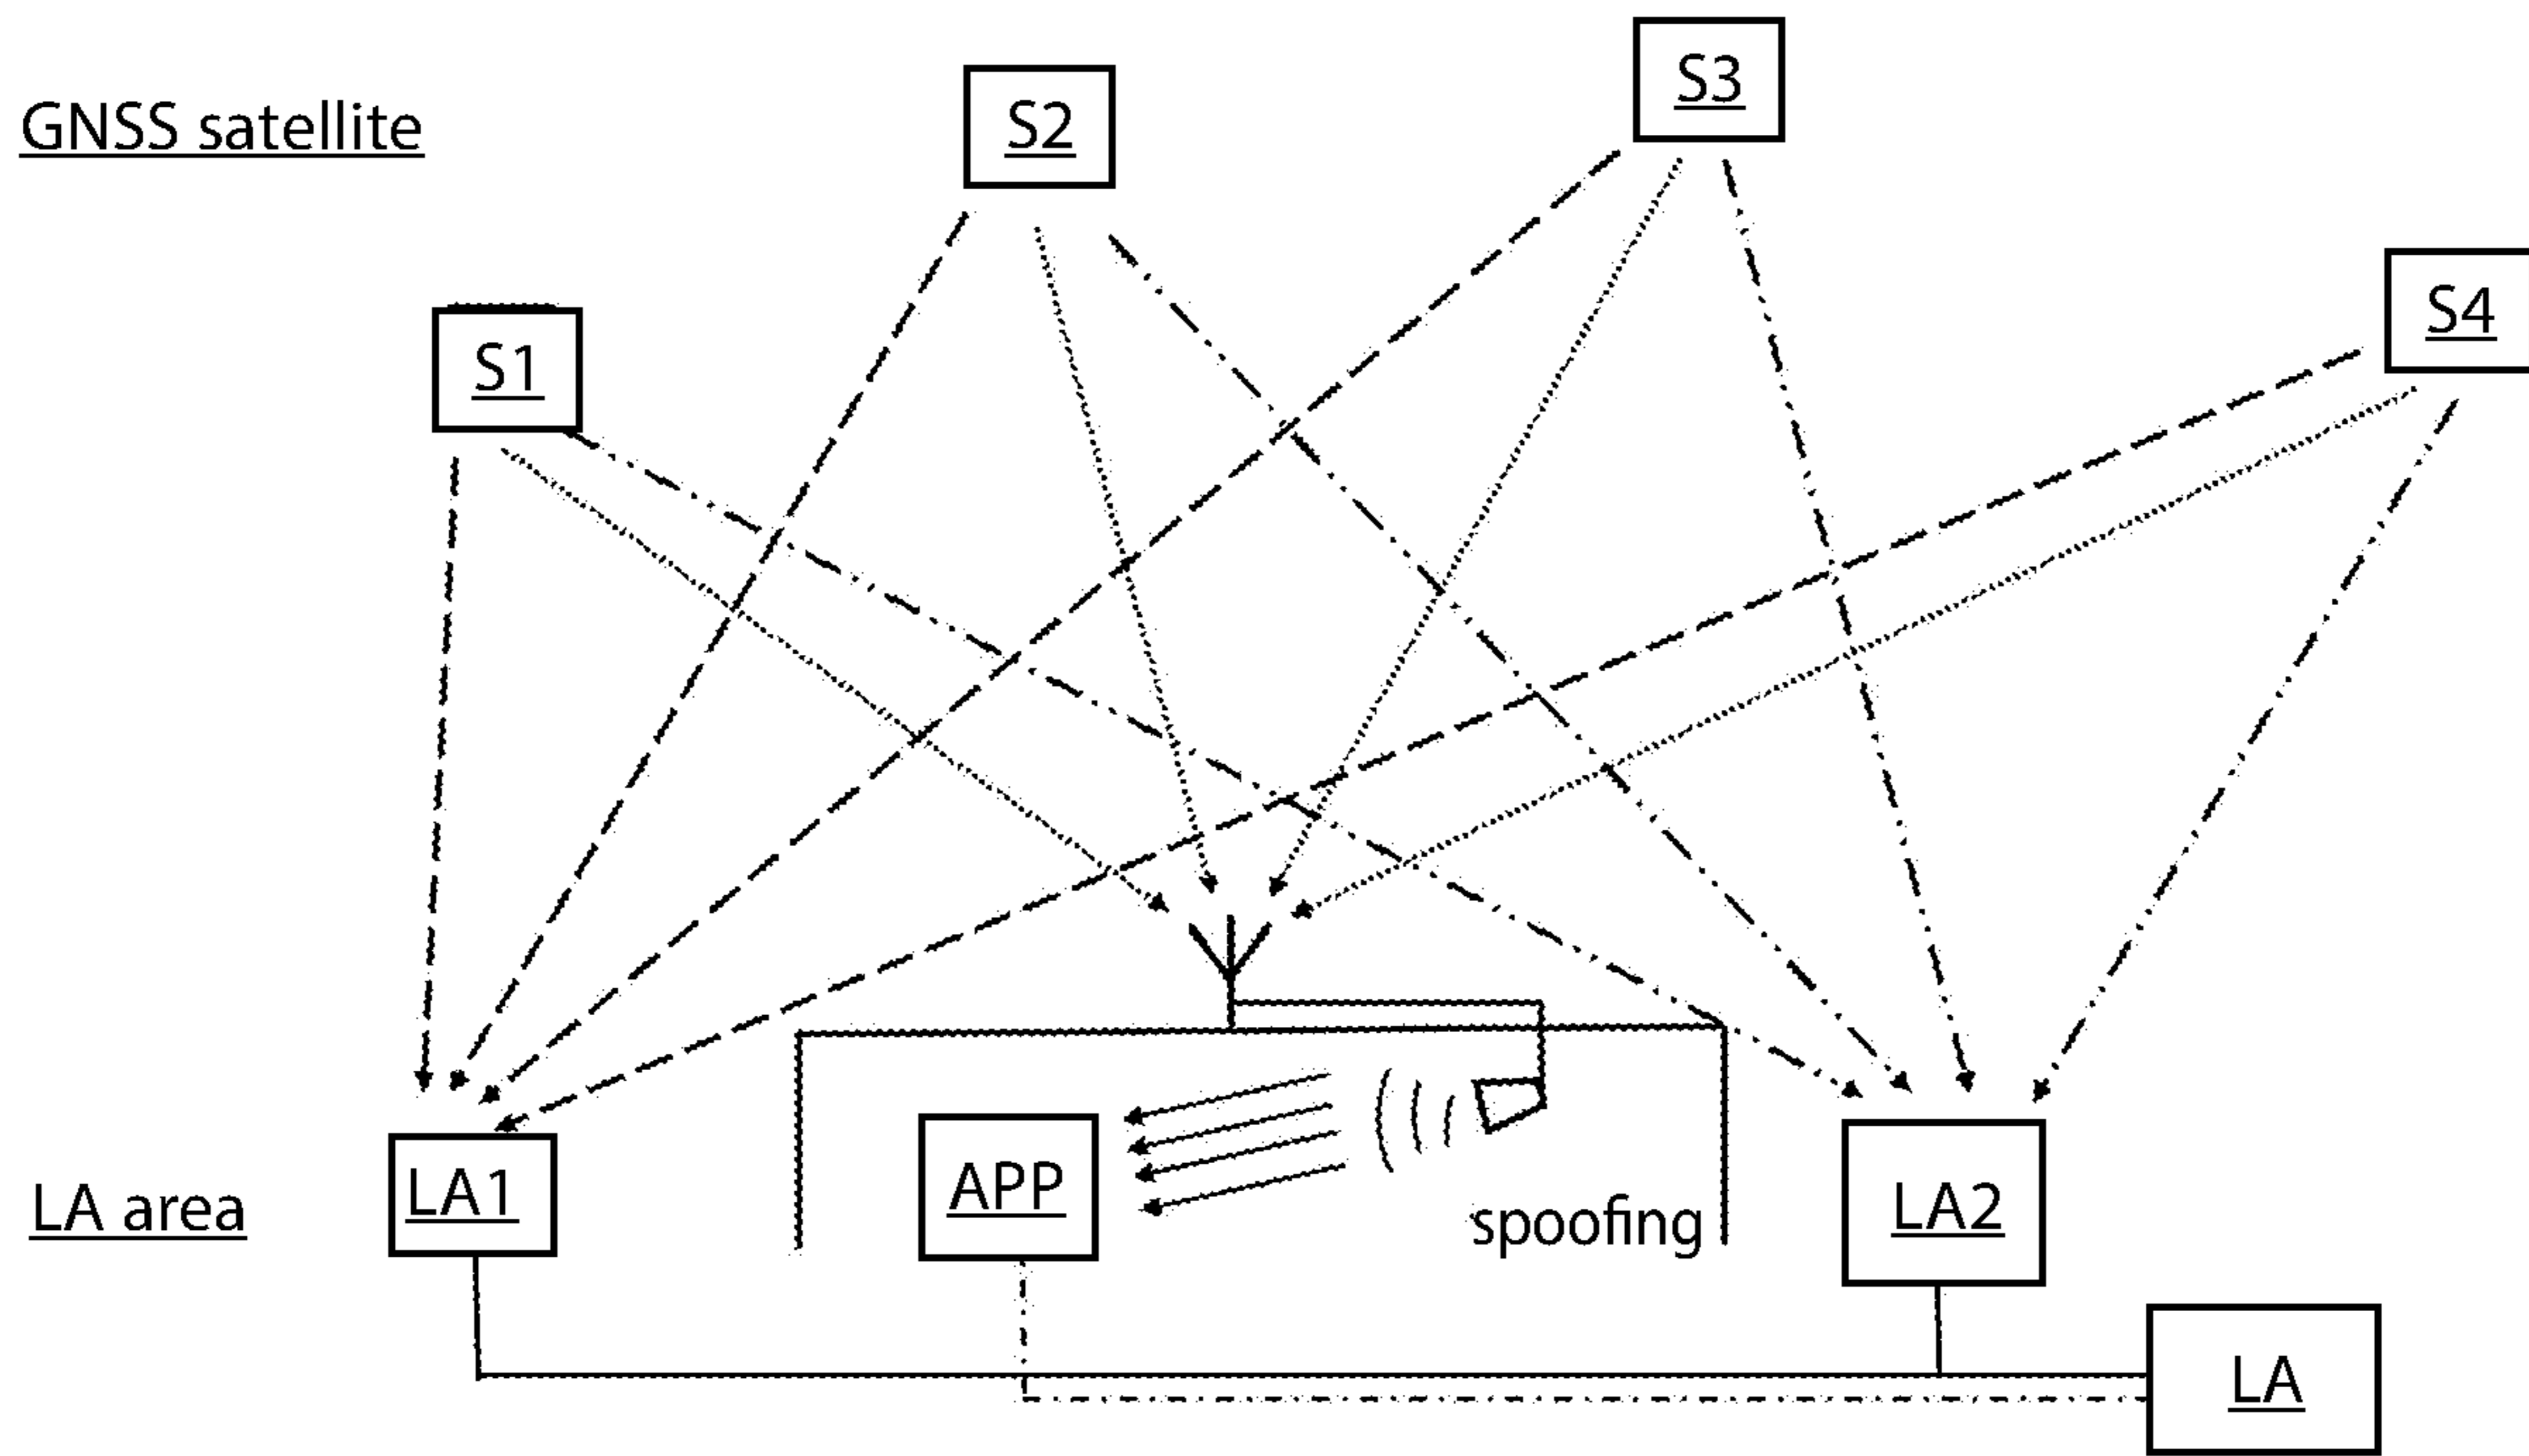 S3
S2
GNSS satellite
S4
S1
LA area
LA1
APP
spoofing
LA2
LA